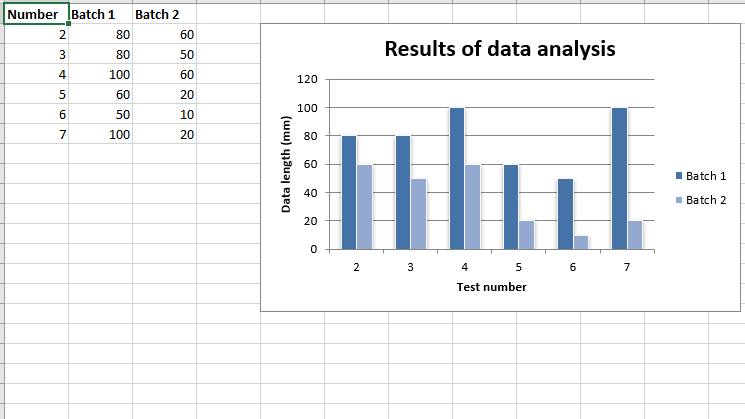 Number Batch 1 Batch 2
2 80 60
3 80 50
4 100 60
5 60 20
6 50 10
7 100 20
Results of data analysis
120
100
80
60
40
20
0
Data length (mm)
2 3 4 5 6 7
Test number
Batch 1
Batch 2